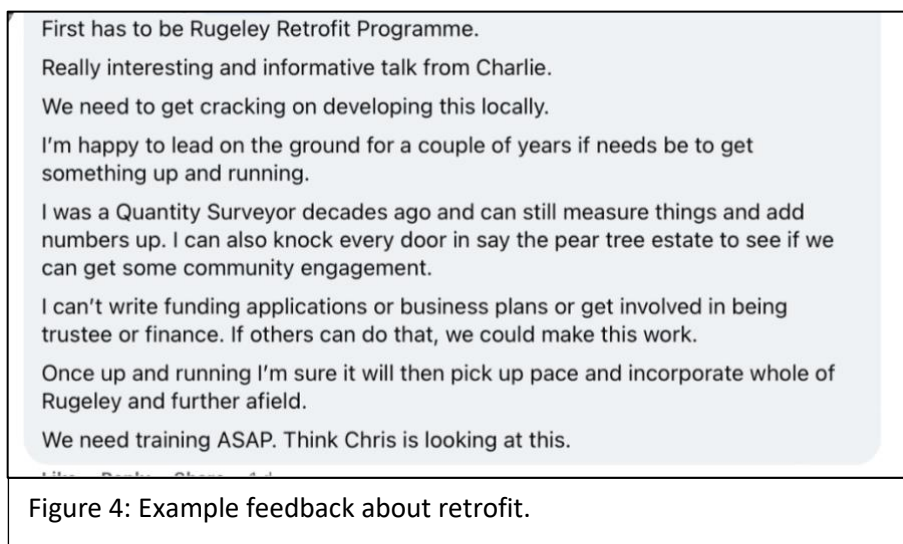 First has to be Rugeley Retrofit Programme.
Really interesting and informative talk from Charlie.
We need to get cracking on developing this locally.
I'm happy to lead on the ground for a couple of years if needs be to get
something up and running.
I was a Quantity Surveyor decades ago and can still measure things and add
numbers up. I can also knock every door in say the pear tree estate to see if we
can get some community engagement.
I can't write funding applications or business plans or get involved in being
trustee or finance. If others can do that, we could make this work.
Once up and running I'm sure it will then pick up pace and incorporate whole of
Rugeley and further afield.
We need training ASAP. Think Chris is looking at this.
Figure 4: Example feedback about retrofit.